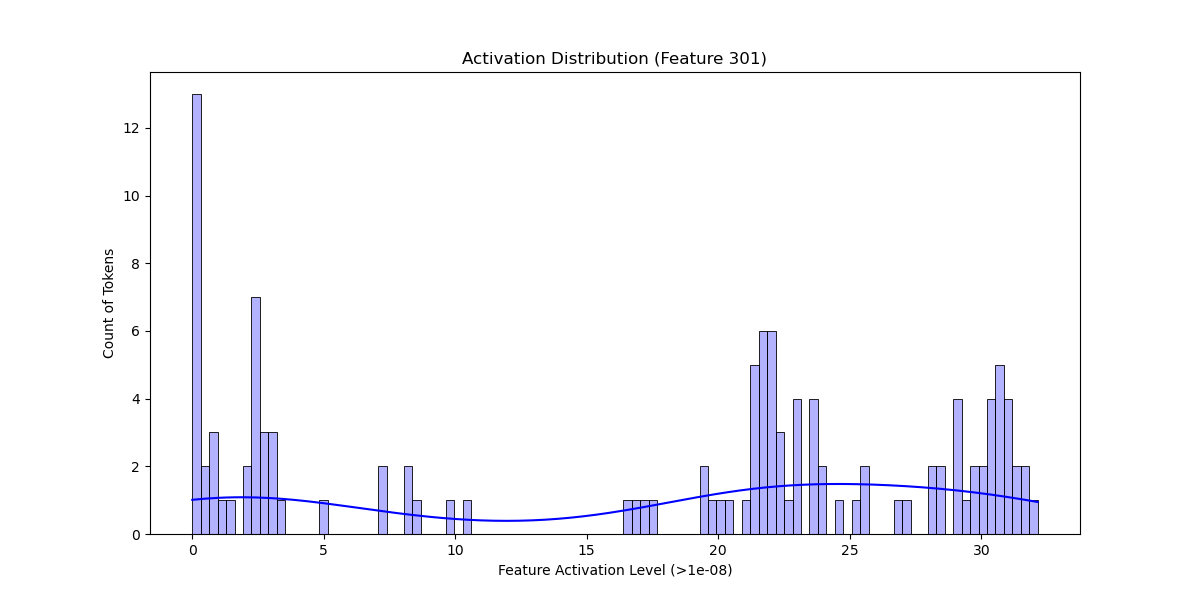 Activation Distribution (Feature 301)
12
10
8
6
4
2
0
Count of Tokens
0 5 10 15 20 25 30
Feature Activation Level (>1e-08)